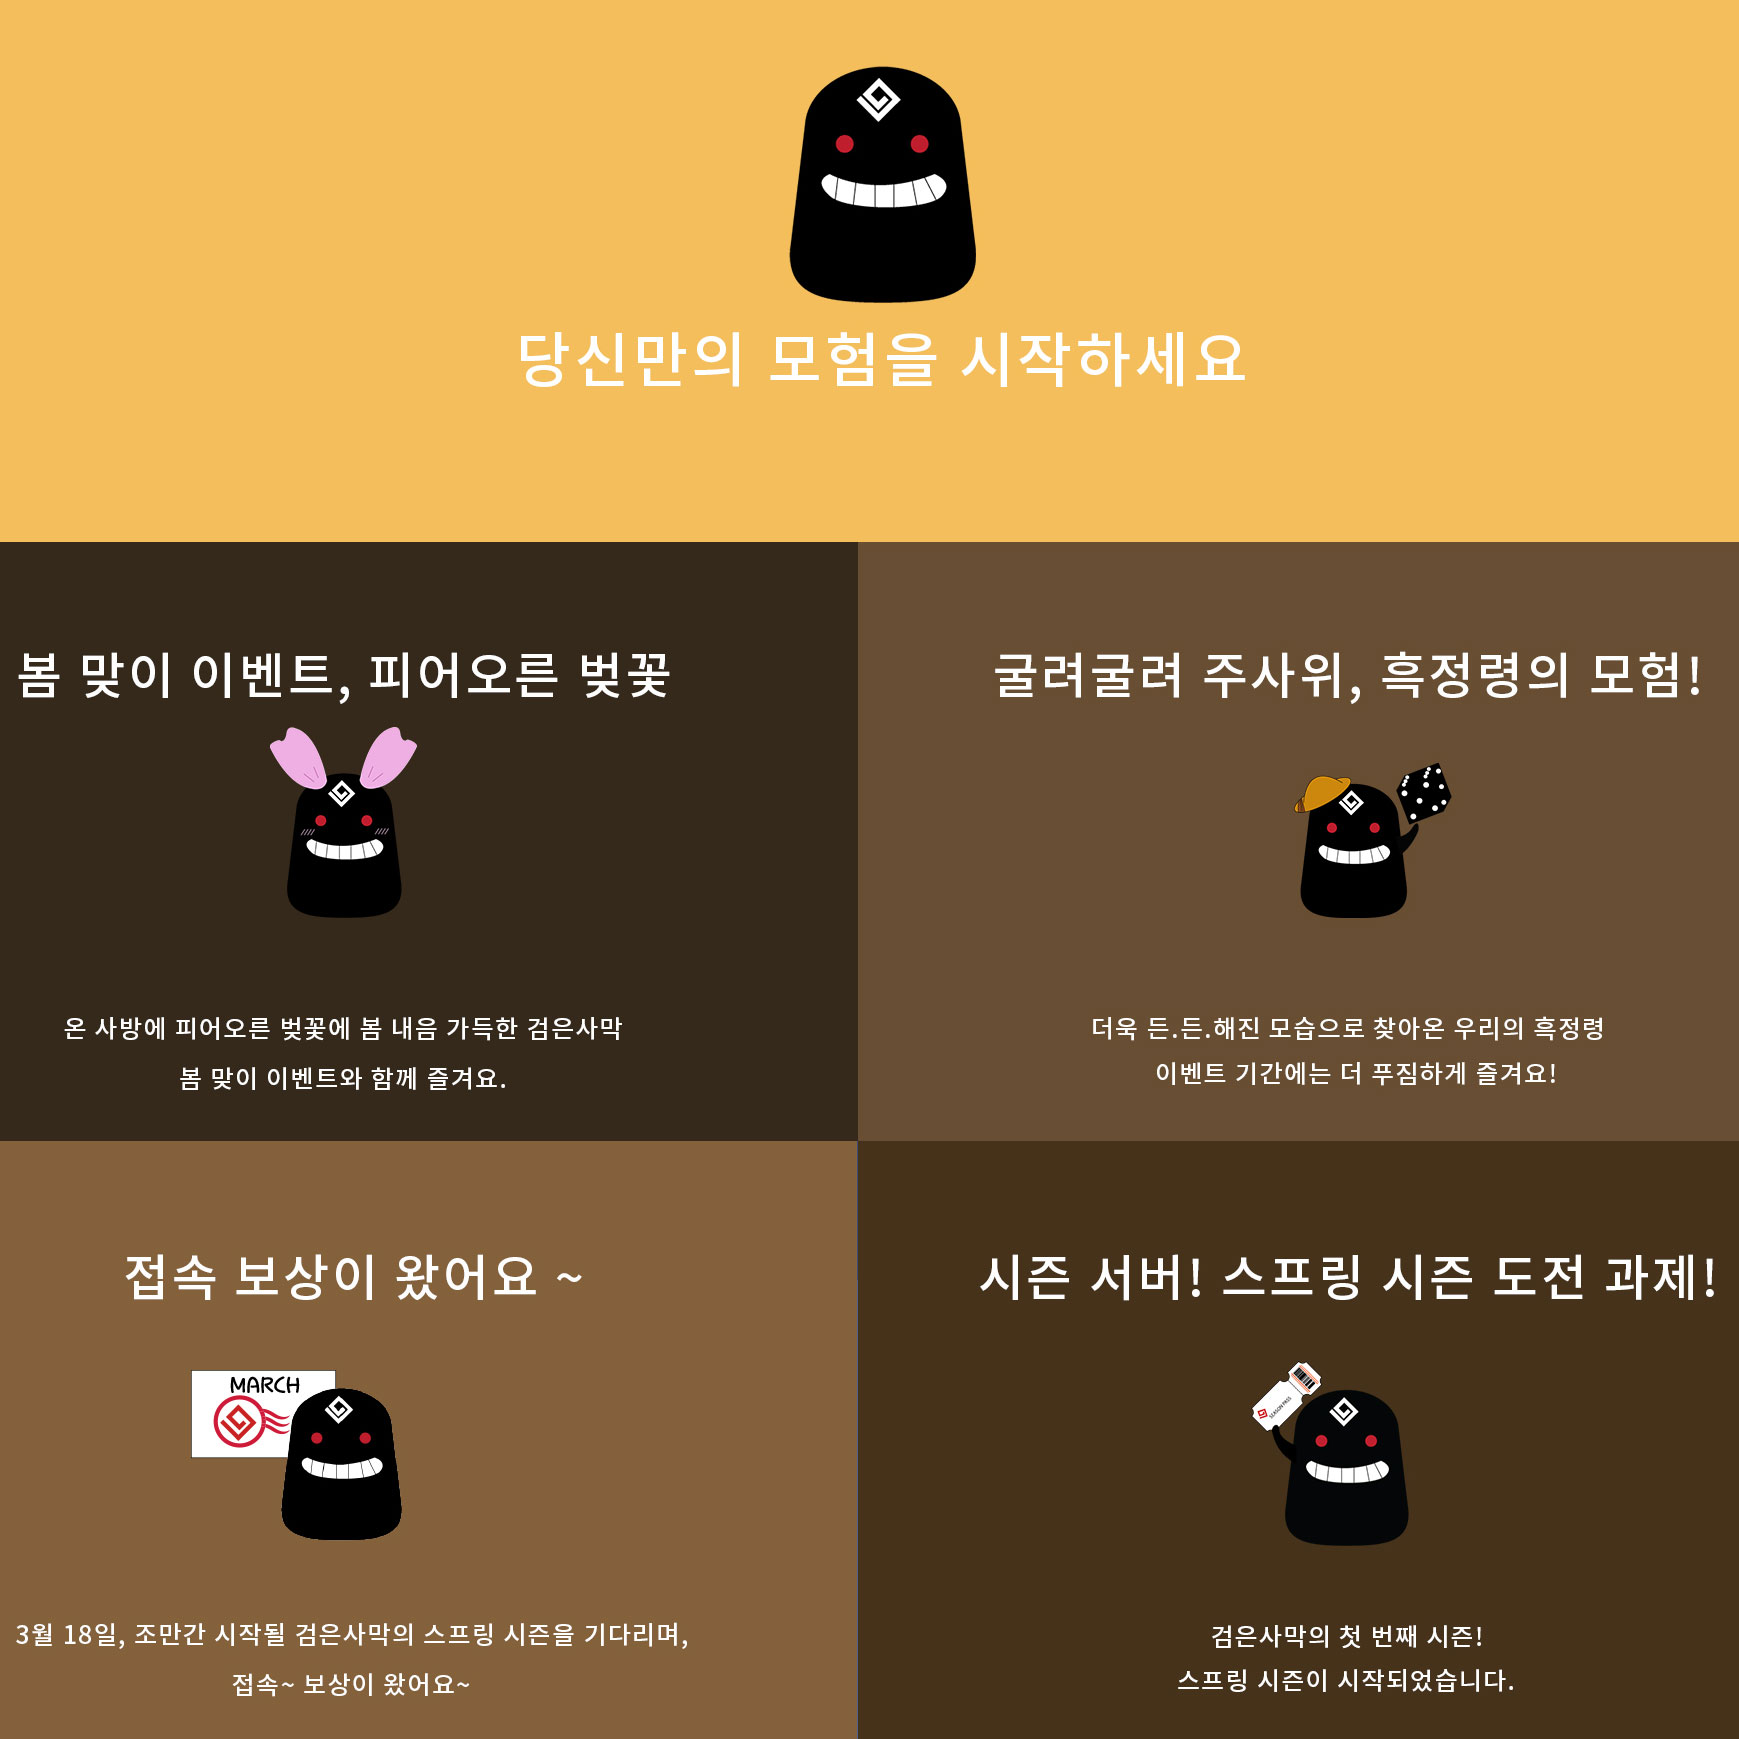 당신만의 모험을 시작하세요
봄 맞이 이벤트, 피어오른 벚꽃
굴려굴려 주사위, 흑정령의 모험!
온 사방에 피어오른 벚꽃에 봄 내음 가득한 검은사막
봄 맞이 이벤트와 함께 즐겨요.
더욱 든.든.해진 모습으로 찾아온 우리의 흑정령
이벤트 기간에는 더 푸짐하게 즐겨요!
접속 보상이 왔어요 ~
시즌 서버! 스프링 시즌 도전 과제!
MARCH
SEASON PASS
3월 18일, 조만간 시작될 검은사막의 스프링 시즌을 기다리며,
접속~ 보상이 왔어요~
검은사막의 첫 번째 시즌!
스프링 시즌이 시작되었습니다.